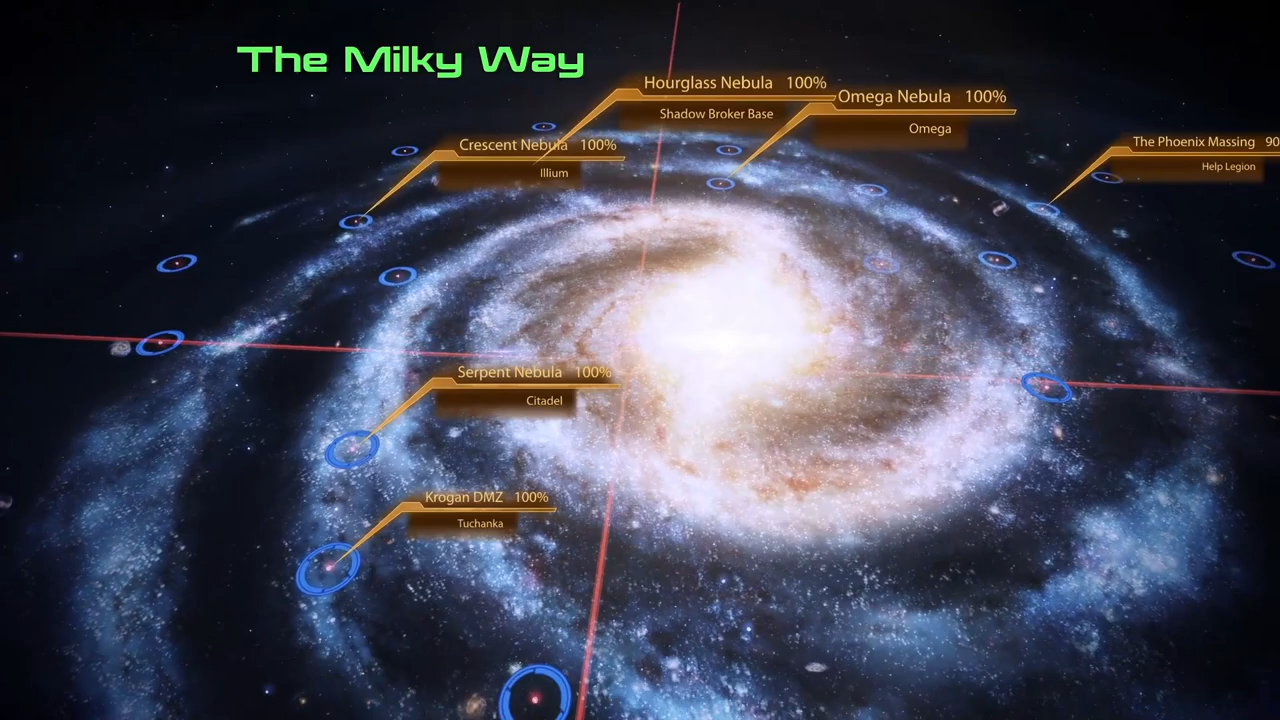 The Milky Way
Hourglass Nebula 100%
Shadow Broker Base
Omega Nebula 100%
Omega
Crescent Nebula 100%
Illium
The Phoenix Massing 90
Help Legion
Serpent Nebula 100%
Citadel
Krogan DMZ 100%
Tuchanka